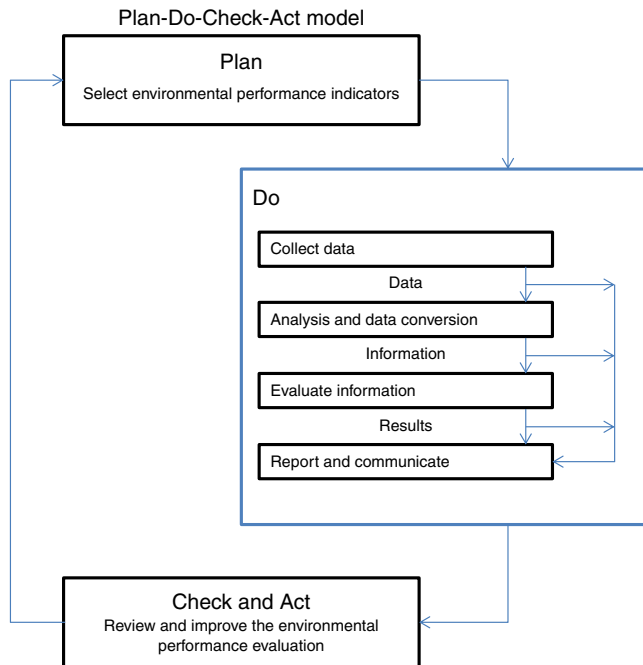 Plan-Do-Check-Act model
Plan
Select environmental performance indicators
Do
Collect data
Data
Analysis and data conversion
Information
Evaluate information
Results
Report and communicate
Check and Act
Review and improve the environmental
performance evaluation